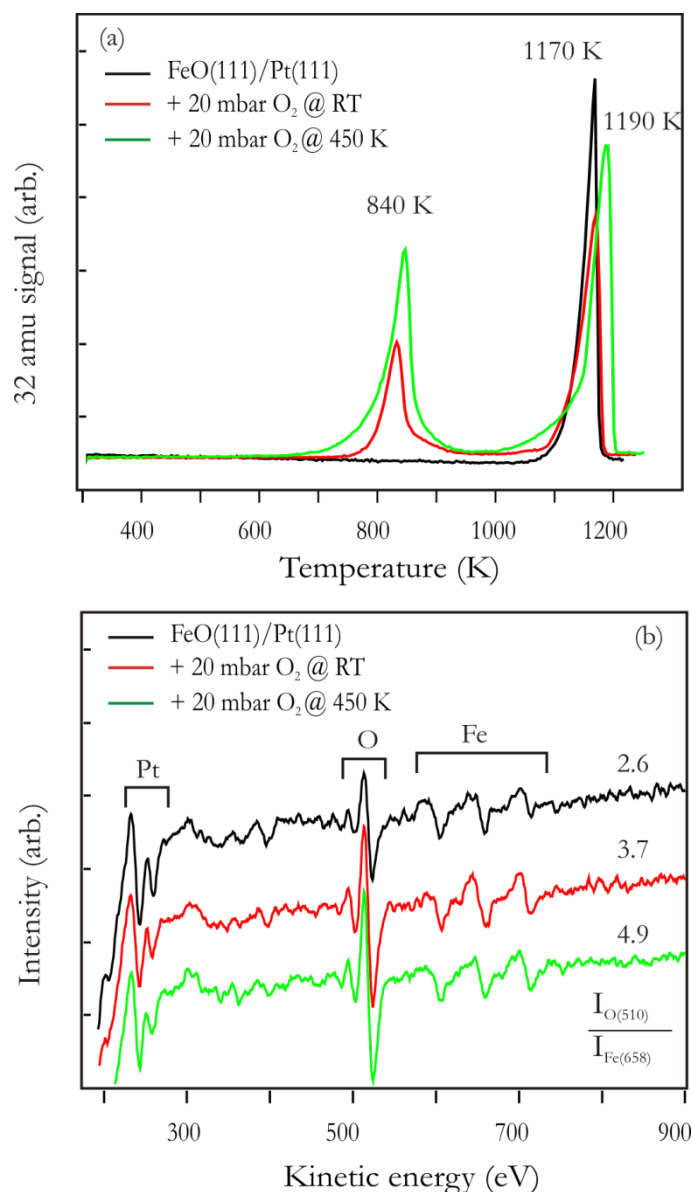 (a)
1170 K
FeO(111)/Pt(111)
+ 20 mbar O₂ @ RT
+ 20 mbar O₂ @ 450 K
1190 K
840 K
32 amu signal (arb.)
400 600 800 1000 1200
Temperature (K)
FeO(111)/Pt(111)
(b)
+ 20 mbar O₂ @ RT
+ 20 mbar O₂ @ 450 K
O
Fe
Pt
2.6
3.7
4.9
I O(510)
I Fe(658)
Intensity (arb.)
300 500 700 900
Kinetic energy (eV)